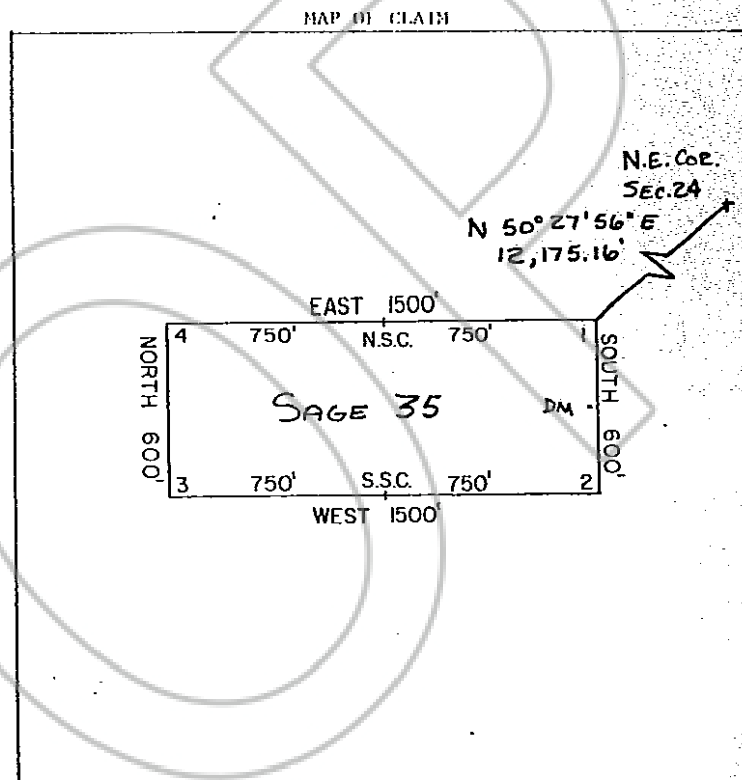 MAP OF CLAIM
N.E. COR.
SEC. 24
N 50° 27' 56" E
12,175.16'
EAST 1500'
4 750' N.S.C. 750' 1
NORTH 600'
SAGE 35
DM
SOUTH 600'
3 750' S.S.C. 750' 2
WEST 1500'